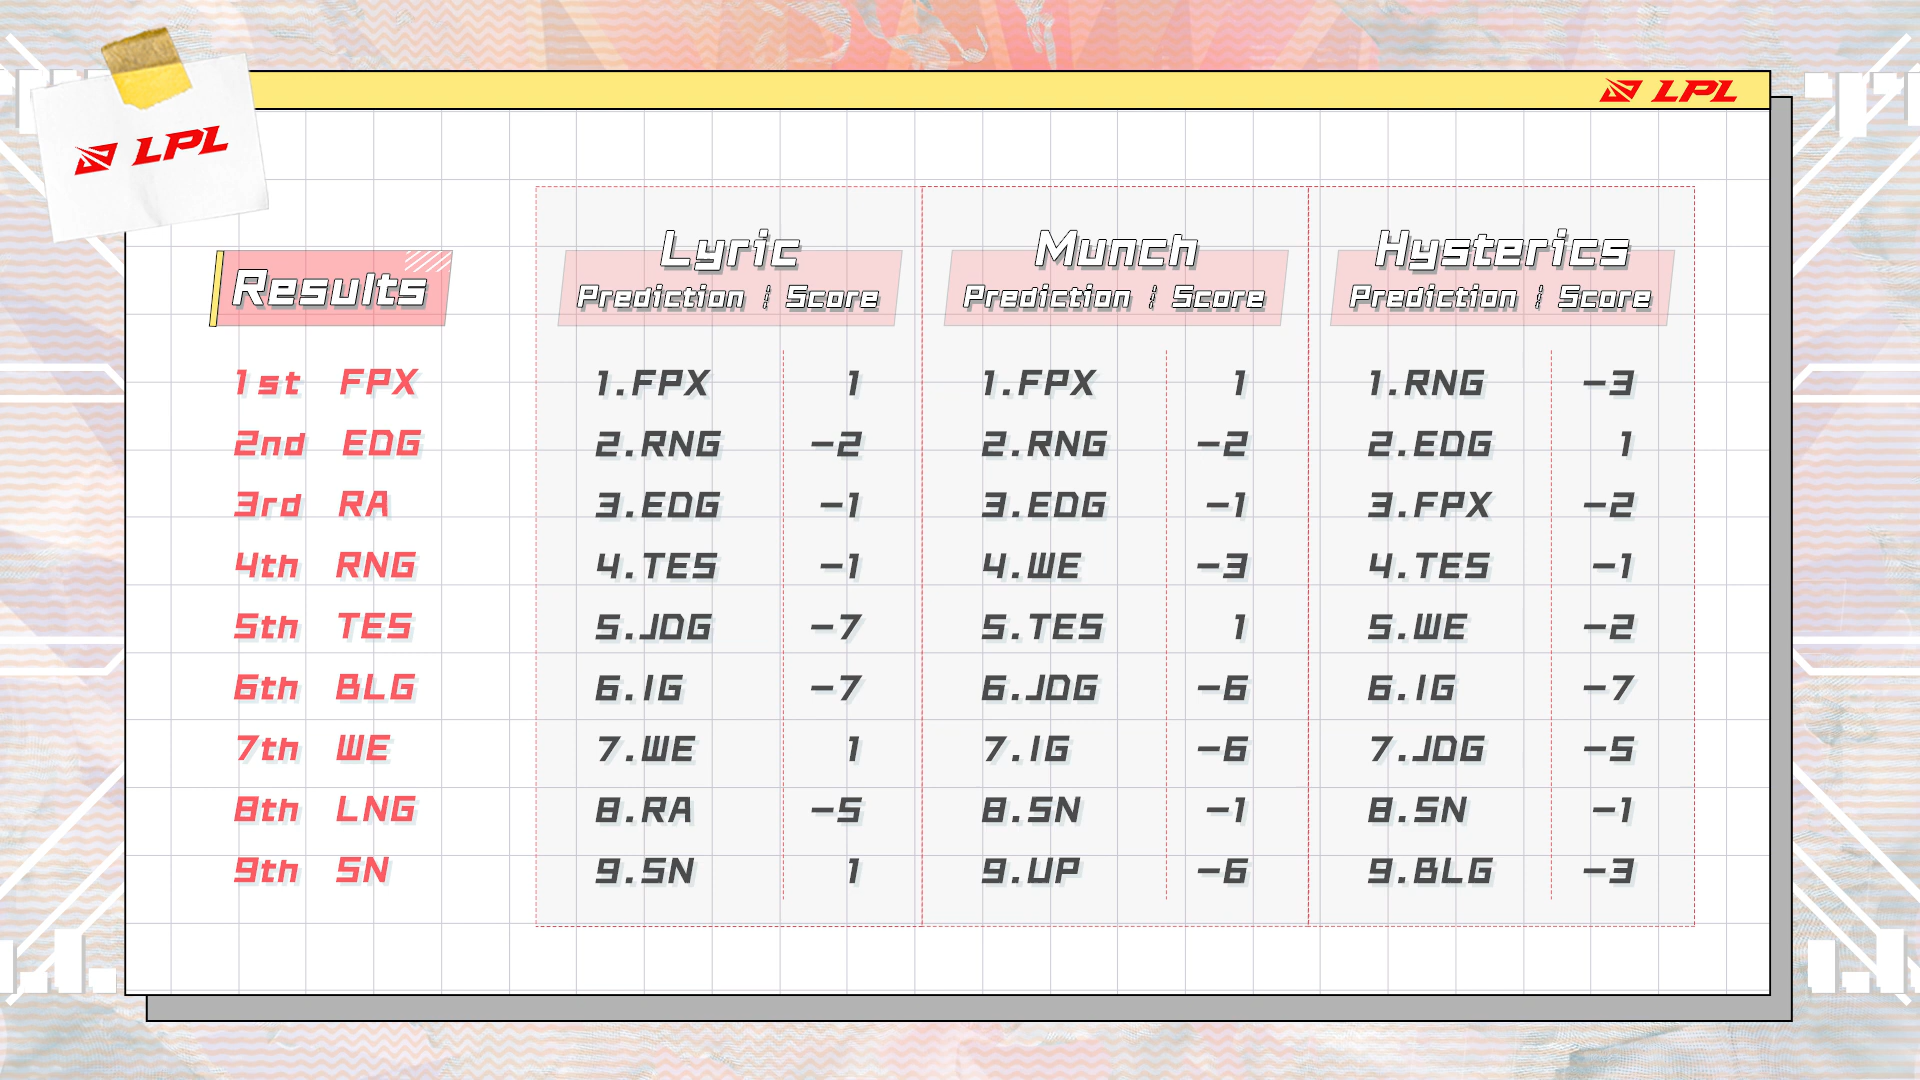 LPL
LPL
Results
Lyric
Prediction Score
Munch
Prediction Score
Hysterics
Prediction Score
1st FPX 1.FPX 1 1.FPX 1 1.RNG -3
2nd EDG 2.RNG -2 2.RNG -2 2.EDG 1
3rd RA 3.EDG -1 3.EDG -1 3.FPX -2
4th RNG 4.TES -1 4.WE -3 4.TES -1
5th TES 5.JDG -7 5.TES 1 5.WE -2
6th BLG 6.IG -7 6.JDG -6 6.IG -7
7th WE 7.WE 1 7.IG -6 7.JDG -5
8th LNG 8.RA -5 8.SN -1 8.SN -1
9th SN 9.SN 1 9.UP -6 9.BLG -3